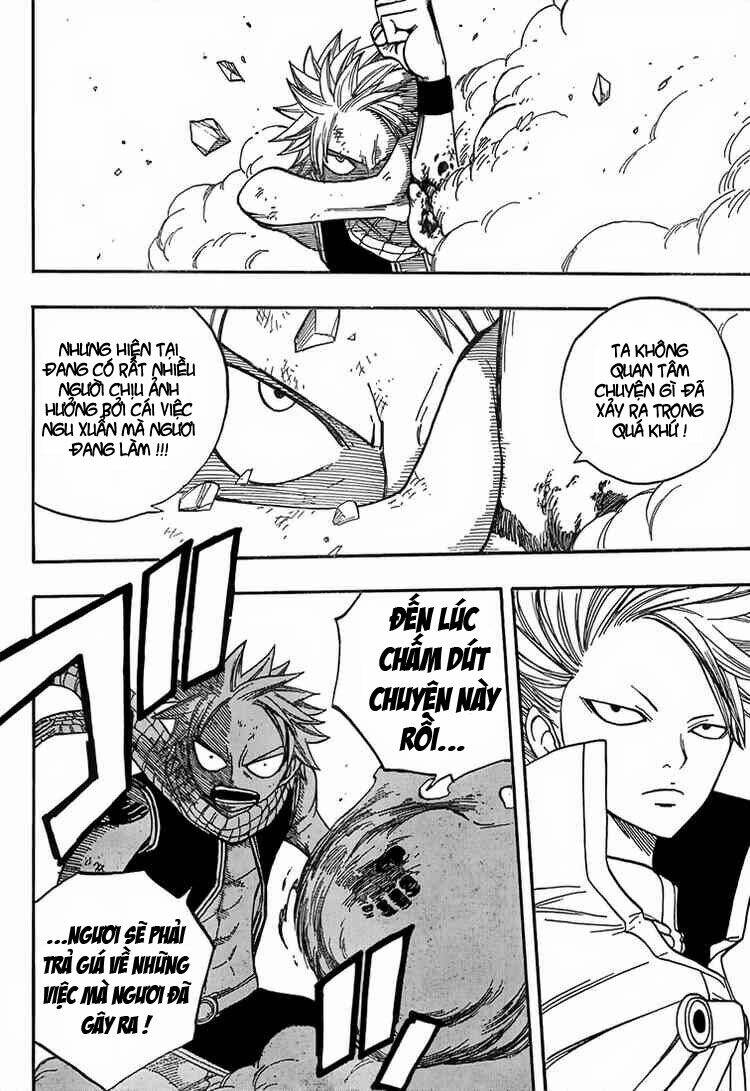 TA KHÔNG
QUAN TÂM
CHUYỆN GÌ ĐÃ
XẢY RA TRONG
QUÁ KHỨ !
NHƯNG HIỆN TẠI
ĐANG CÓ RẤT NHIỀU
NGƯỜI CHỊU ẢNH
HƯỞNG BỞI CÁI VIỆC
NGU XUẨN MÀ NGƯƠI
ĐANG LÀM !!!
ĐẾN LÚC
CHẤM DỨT
CHUYỆN NÀY
RỒI...
...NGƯƠI SẼ PHẢI
TRẢ GIÁ VỀ NHỮNG
VIỆC MÀ NGƯƠI ĐÃ
GÂY RA !